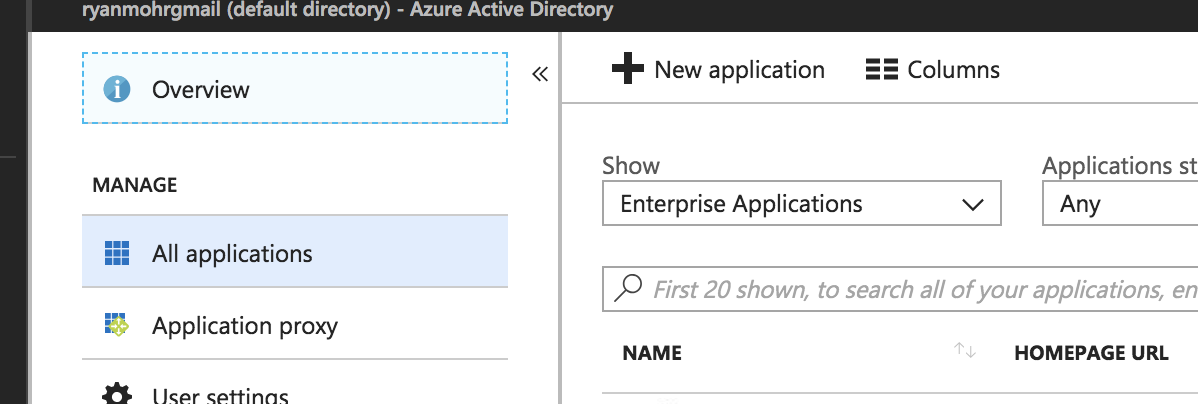 ryanmohrgmail (default directory) - Azure Active Directory
Overview
MANAGE
All applications
Application proxy
User settings
New application
Columns
Show
Applications st
Enterprise Applications
Any
First 20 shown, to search all of your applications, en
NAME
HOMEPAGE URL